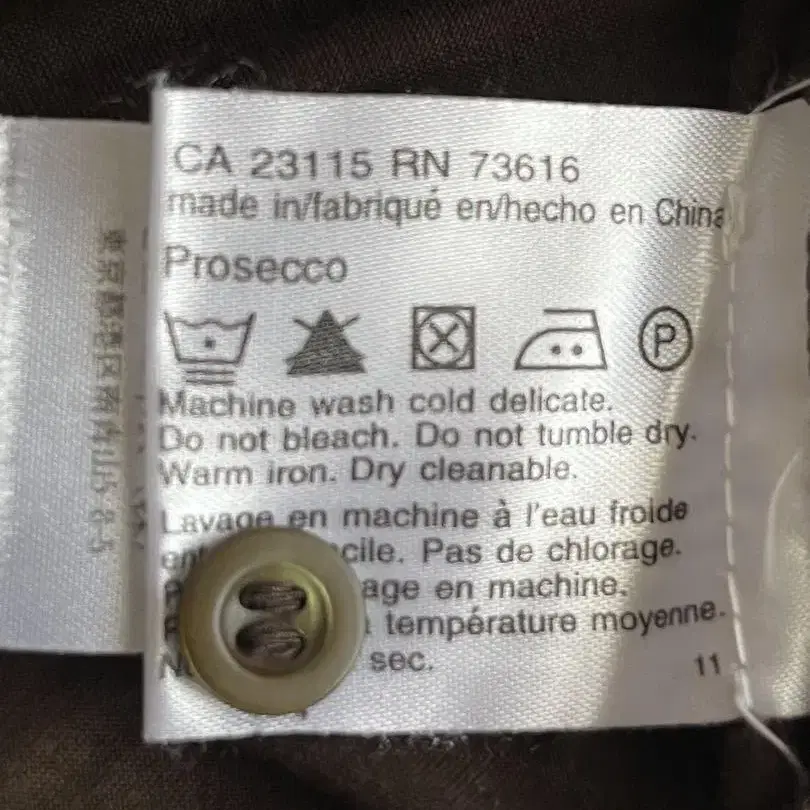 CA 23115 RN 73616
made in/fabriqué en/hecho en China
Prosecco
P
Machine wash cold delicate.
Do not bleach. Do not tumble dry.
Warm iron. Dry cleanable.
Lavage en machine à l'eau froide
cile. Pas de chlorage.
age en machine.
température moyenne.
sec.
11